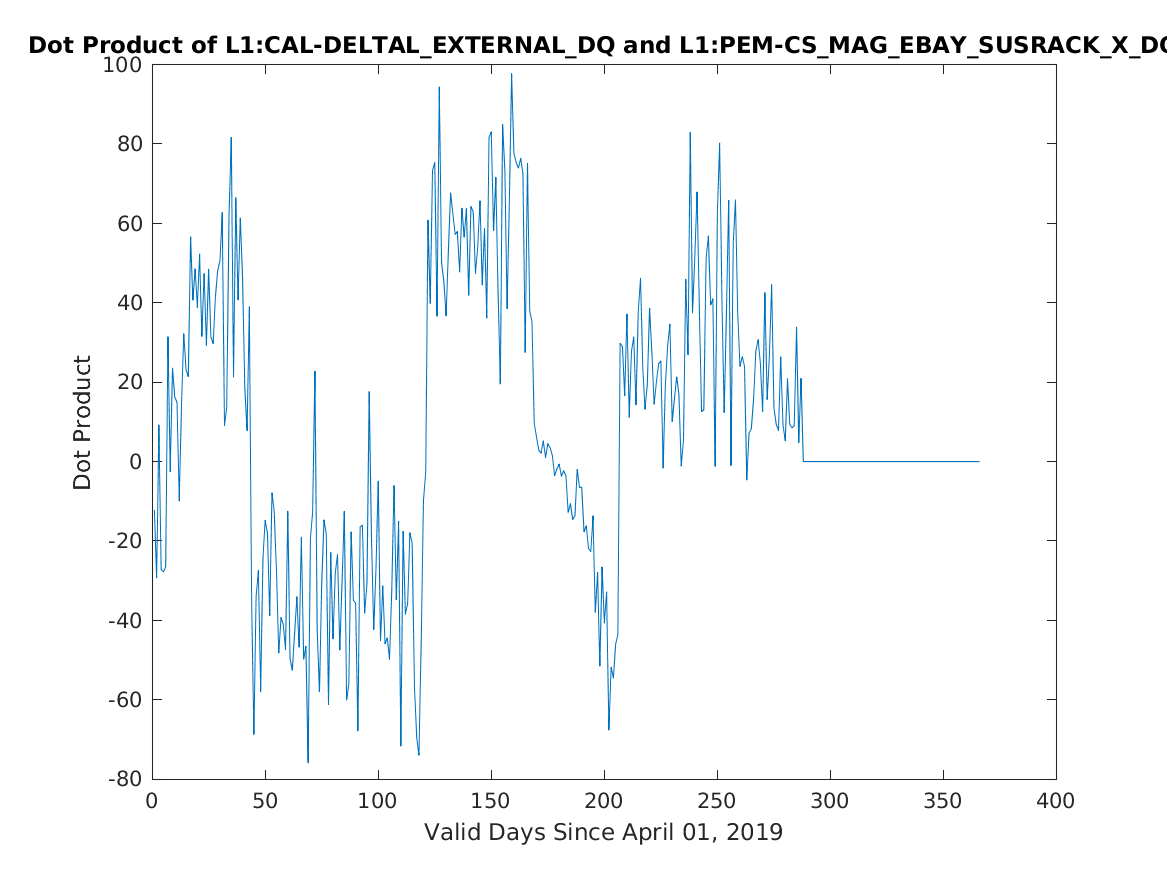 Dot Product of L1:CAL-DELTAL_EXTERNAL_DQ and L1:PEM-CS_MAG_EBAY_SUSRACK_X_DQ
100
80
60
40
20
0
-20
-40
-60
-80
Dot Product
0 50 100 150 200 250 300 350 400
Valid Days Since April 01, 2019